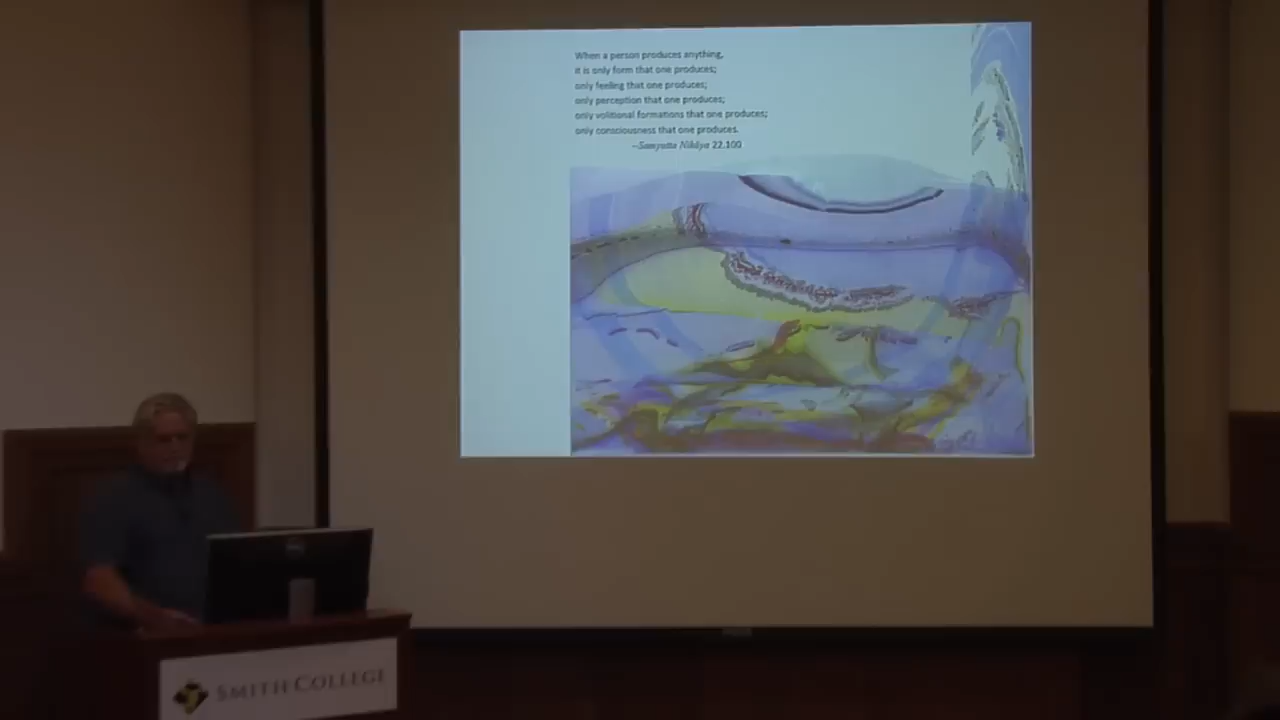 When a person produces anything,
it is only form that one produces;
only feeling that one produces;
only perception that one produces;
only volitional formations that one produces;
only consciousness that one produces.
--Samyutta Nikāya 22.100
SMITH COLLEGE